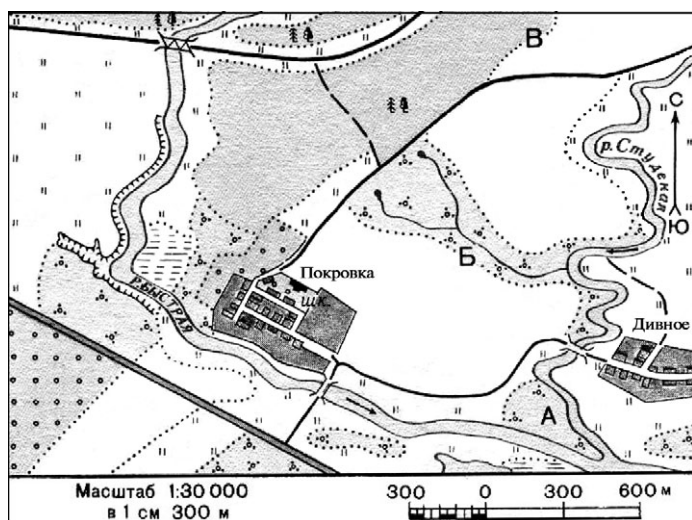 В
С
р. Студеная
Ю
Б
Покровка
шк.
р. БЫСТРАЯ
Дивное
А
Масштаб 1:30 000
в 1 см 300 м
300 0 300 600 м